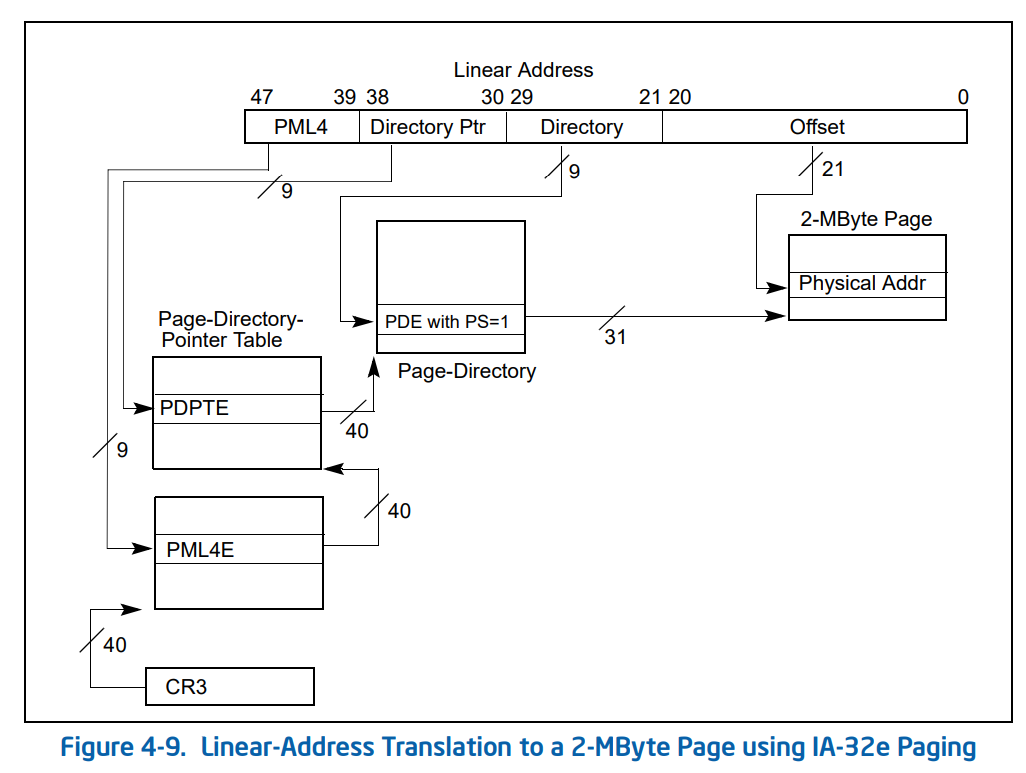 Linear Address
47 39 38 30 29 21 20 0
PML4 Directory Ptr Directory Offset
9
9
21
2-MByte Page
Physical Addr
PDE with PS=1
31
Page-Directory-
Pointer Table
Page-Directory
PDPTE
40
9
40
PML4E
40
CR3
Figure 4-9. Linear-Address Translation to a 2-MByte Page using IA-32e Paging